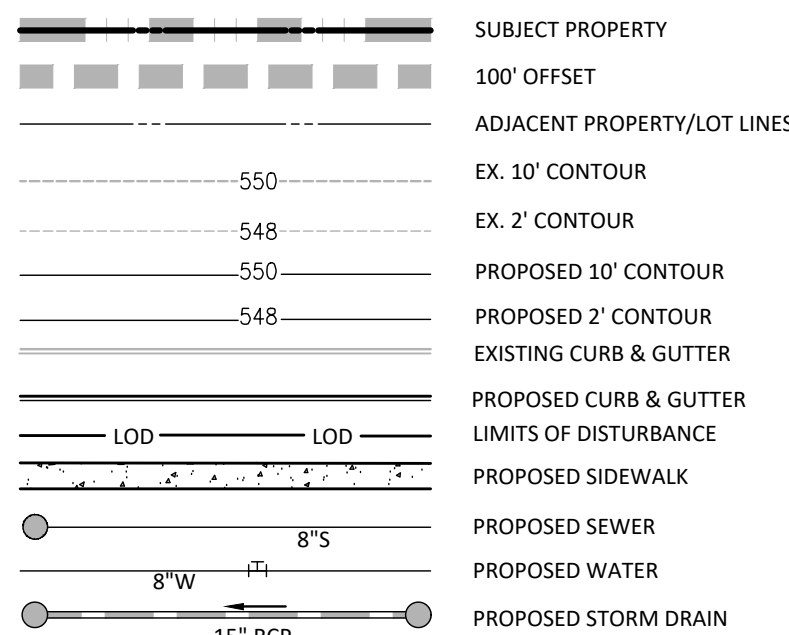 SUBJECT PROPERTY
100' OFFSET
ADJACENT PROPERTY/LOT LINES
550 EX. 10' CONTOUR
548 EX. 2' CONTOUR
550 PROPOSED 10' CONTOUR
548 PROPOSED 2' CONTOUR
EXISTING CURB & GUTTER
PROPOSED CURB & GUTTER
LOD LOD LIMITS OF DISTURBANCE
PROPOSED SIDEWALK
8"S PROPOSED SEWER
8"W PROPOSED WATER
15" RCP PROPOSED STORM DRAIN